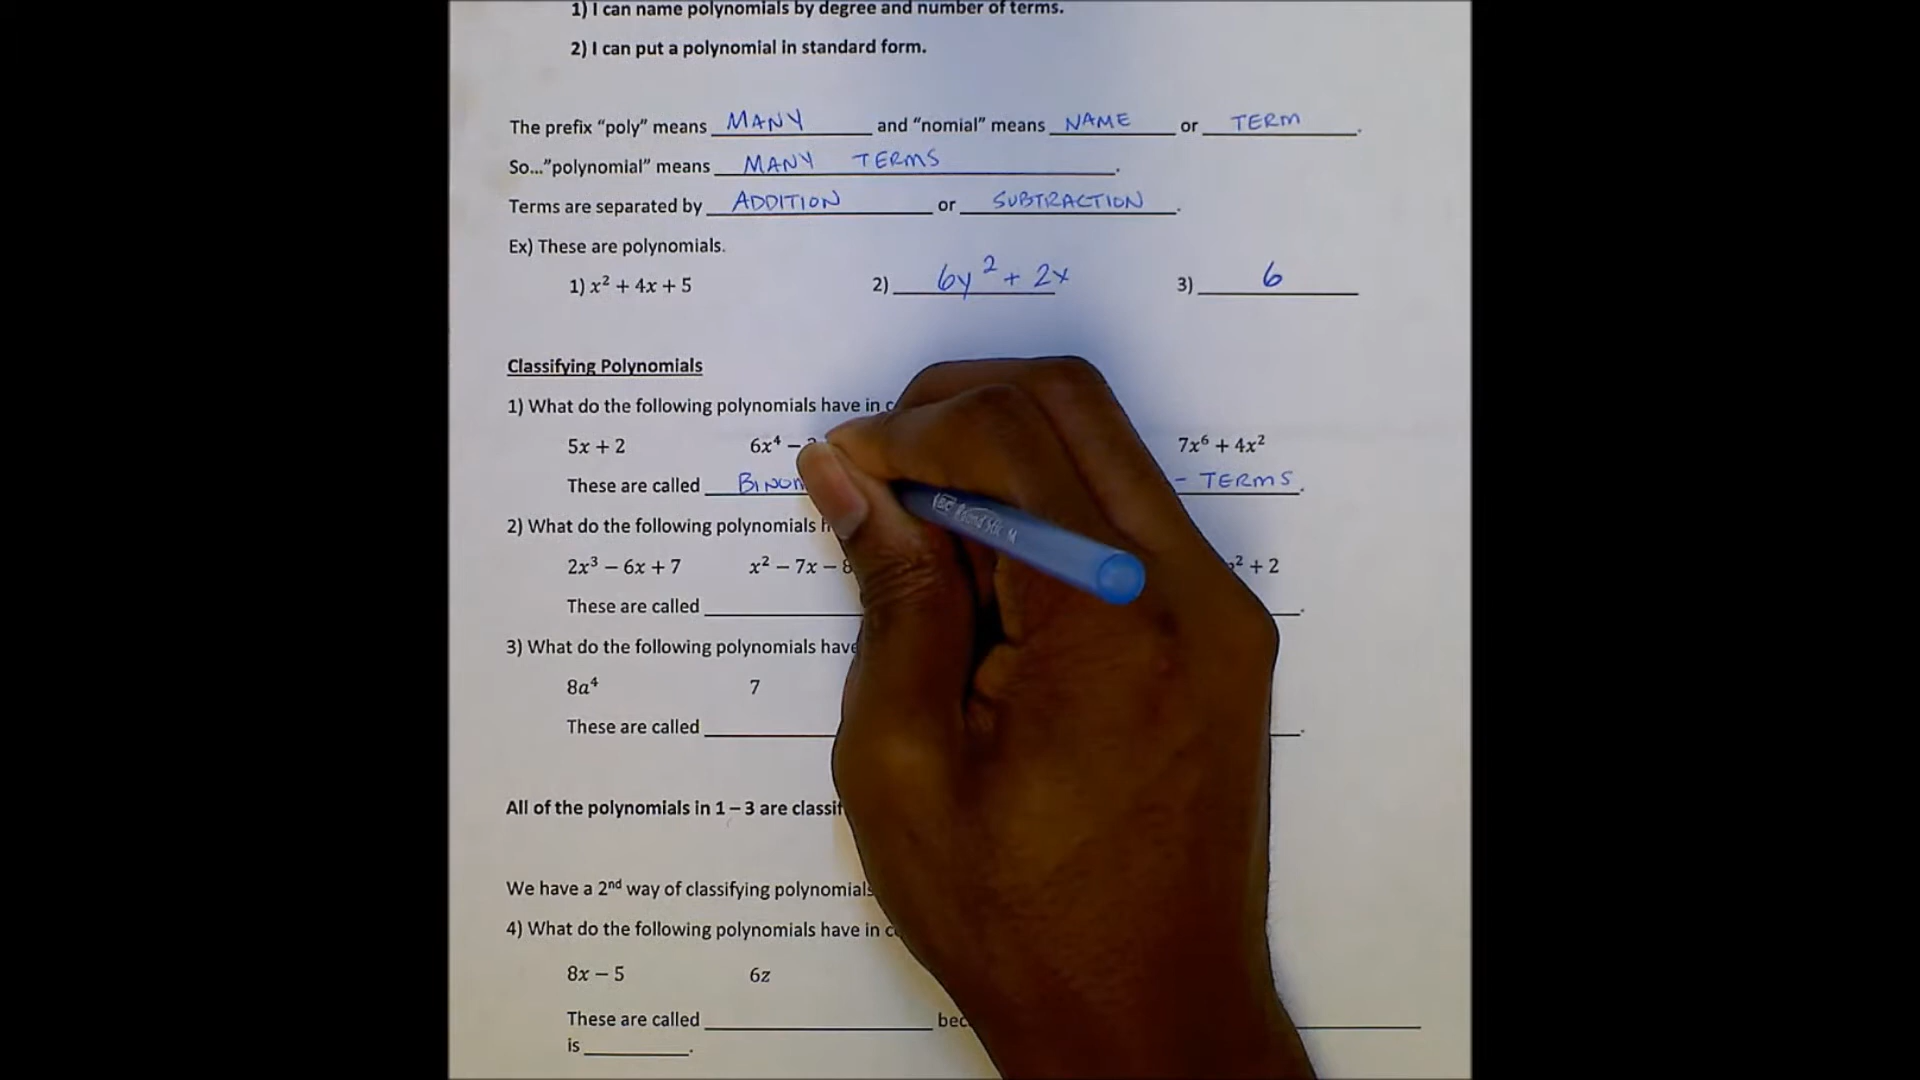 1) I can name polynomials by degree and number of terms.
2) I can put a polynomial in standard form.
The prefix “poly” means MANY and “nomial” means NAME or TERM.
So...”polynomial” means MANY TERMS.
Terms are separated by ADDITION or SUBTRACTION.
Ex) These are polynomials.
1) x² + 4x + 5 2) 6y² + 2x 3) 6
Classifying Polynomials
1) What do the following polynomials have in
5x + 2 6x⁴ – 7x⁶ + 4x²
These are called - TERMS.
2) What do the following polynomials
2x³ – 6x + 7 x² – 7x – 8 ² + 2
These are called
3) What do the following polynomials have
8a⁴ 7
These are called
All of the polynomials in 1 – 3 are
We have a 2nd way of classifying polynomials
4) What do the following polynomials have in
8x – 5 6z
These are called
is .